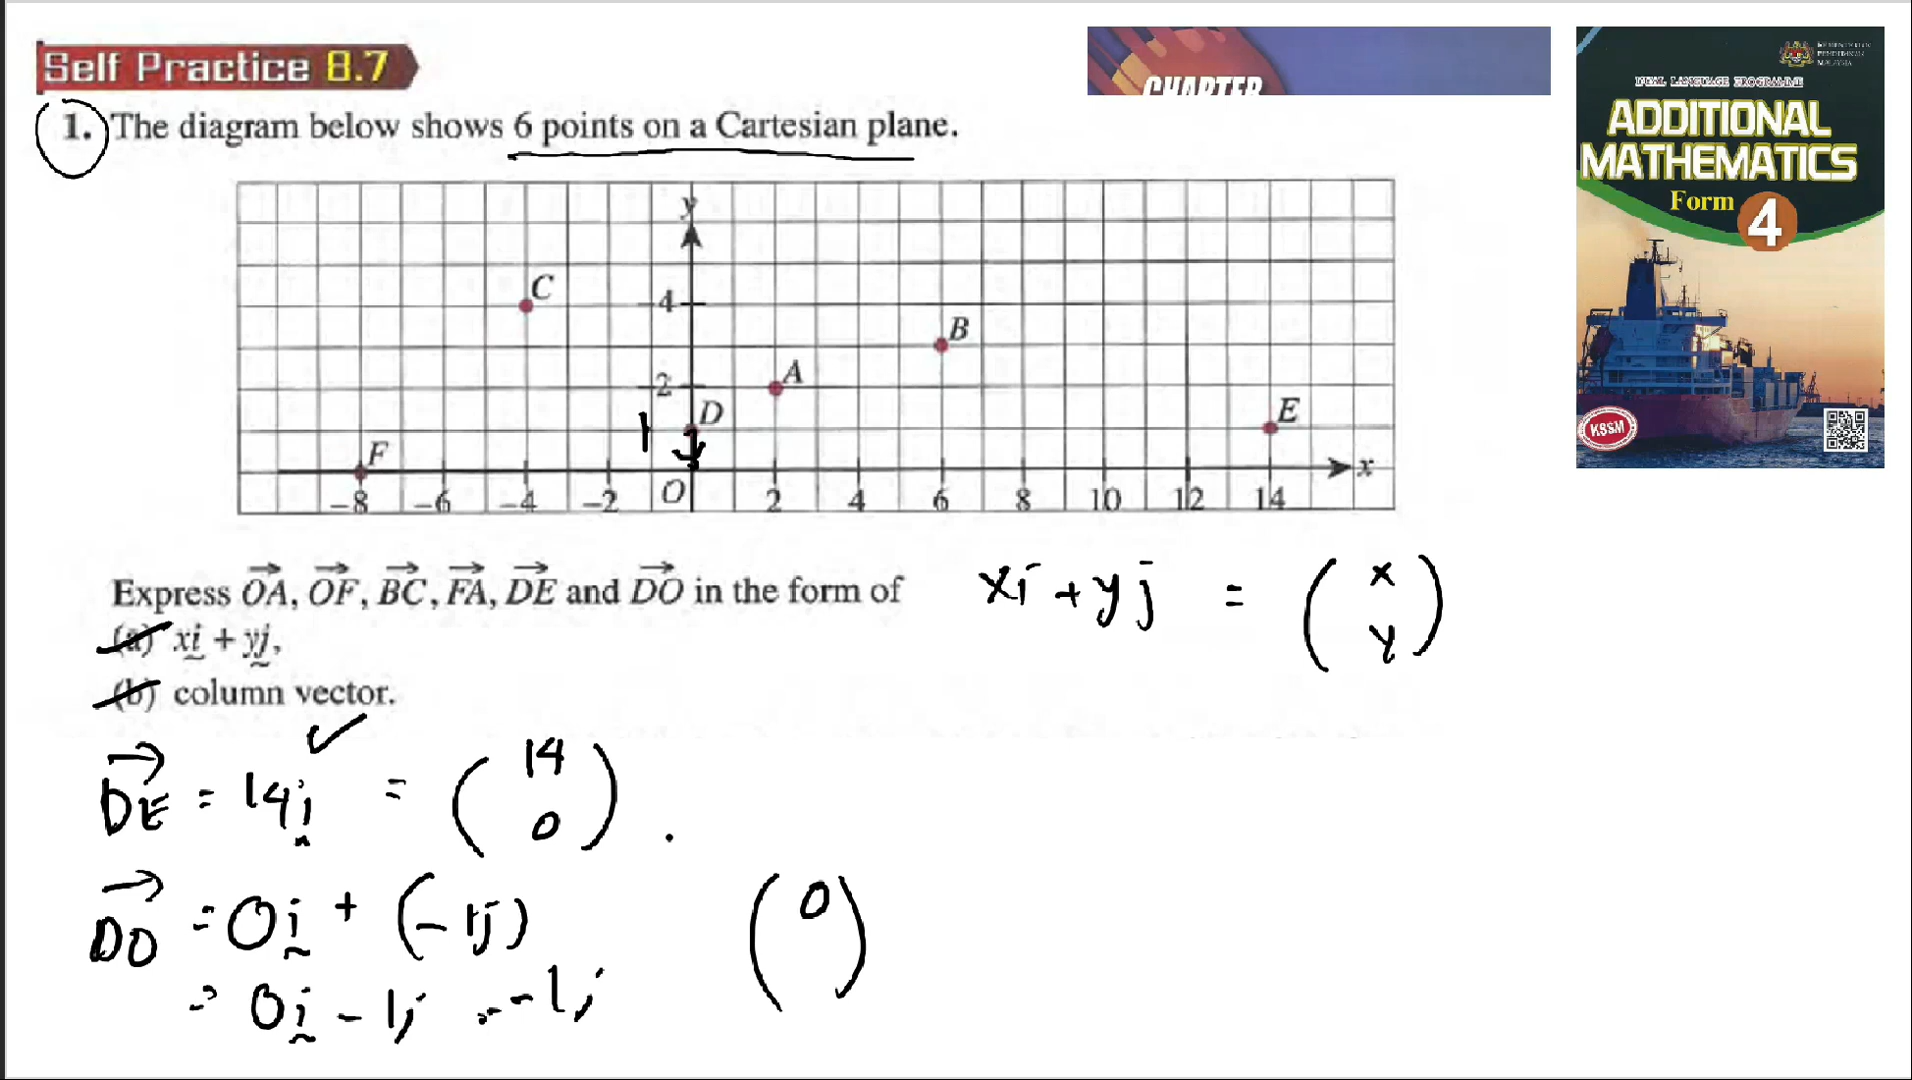 Self Practice 8.7
1. The diagram below shows 6 points on a Cartesian plane.
y
C
4
B
2
A
1
D
E
F
x
−8 −6 −4 −2 O 2 4 6 8 10 12 14
Express OA, OF, BC, FA, DE and DO in the form of
(a) xi + yj,
(b) column vector.
xi + yj = ( x
y )
DE = 14i = ( 14
0 ) .
DO = 0i + (−1j)
( 0 )
= 0i − 1j = −1j
CHAPTER
KEMENTERIAN
PENDIDIKAN
MALAYSIA
DUAL LANGUAGE PROGRAMME
ADDITIONAL
MATHEMATICS
Form 4
KSSM